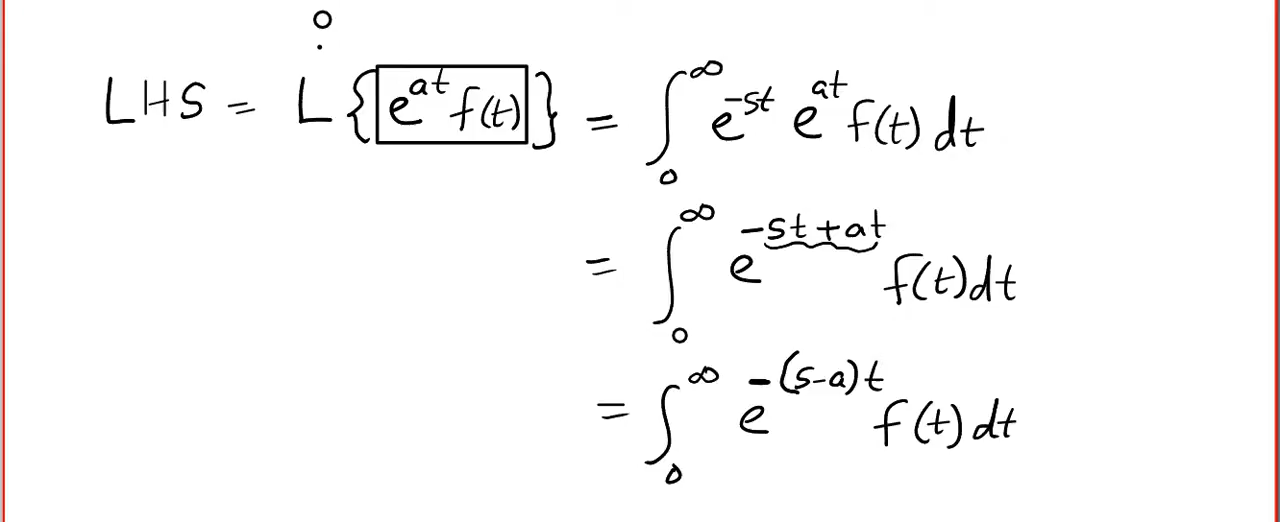 LHS = L{e^{at} f(t)} = ∫_0^∞ e^{-st} e^{at} f(t) dt
= ∫_0^∞ e^{-st+at} f(t)dt
= ∫_0^∞ e^{-(s-a)t} f(t)dt